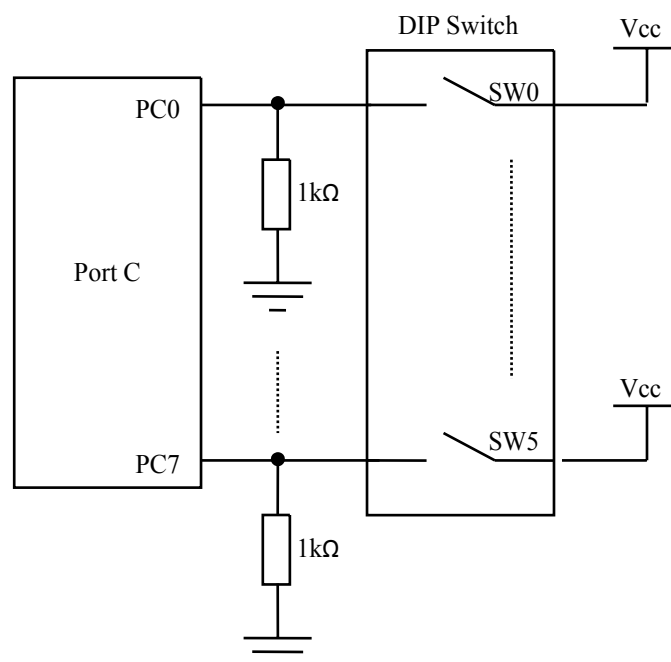 DIP Switch
Vcc
PC0
SW0
1kΩ
Port C
Vcc
PC7
SW5
1kΩ